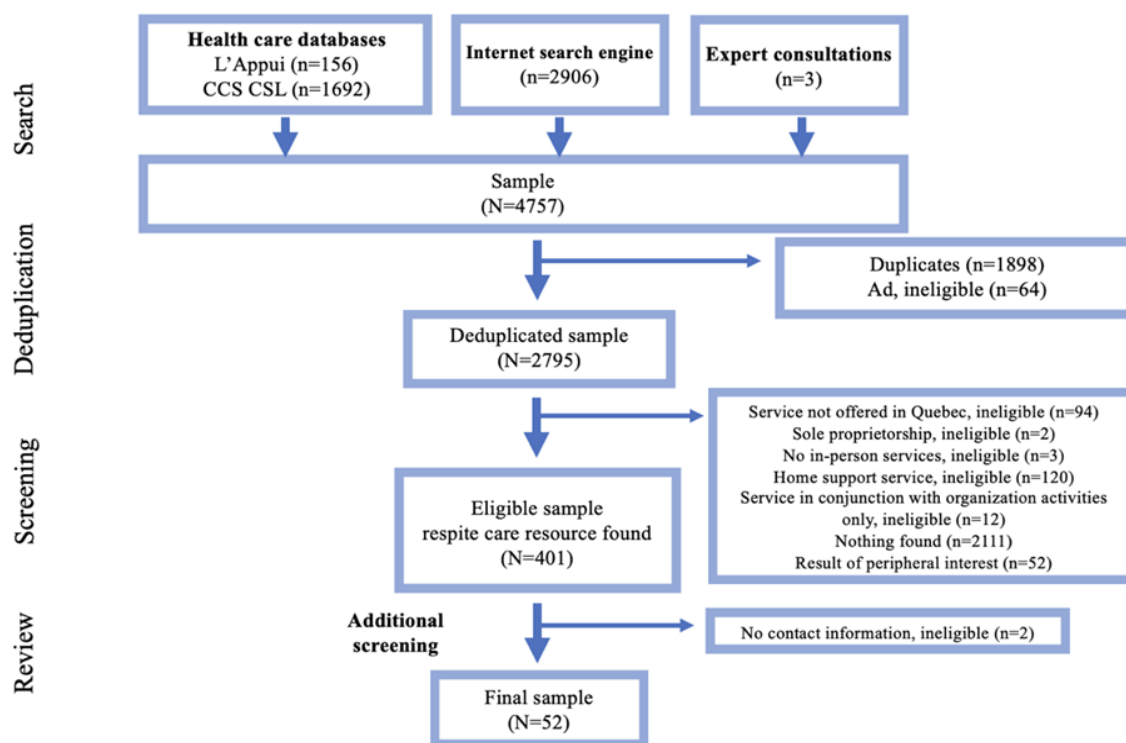 Search
Health care databases
L'Appui (n=156)
CCS CSL (n=1692)
Internet search engine
(n=2906)
Expert consultations
(n=3)
Sample
(N=4757)
Deduplication
Duplicates (n=1898)
Ad, ineligible (n=64)
Deduplicated sample
(N=2795)
Screening
Service not offered in Quebec, ineligible (n=94)
Sole proprietorship, ineligible (n=2)
No in-person services, ineligible (n=3)
Home support service, ineligible (n=120)
Service in conjunction with organization activities
only, ineligible (n=12)
Nothing found (n=2111)
Result of peripheral interest (n=52)
Eligible sample
respite care resource found
(N=401)
Review
Additional
screening
No contact information, ineligible (n=2)
Final sample
(N=52)